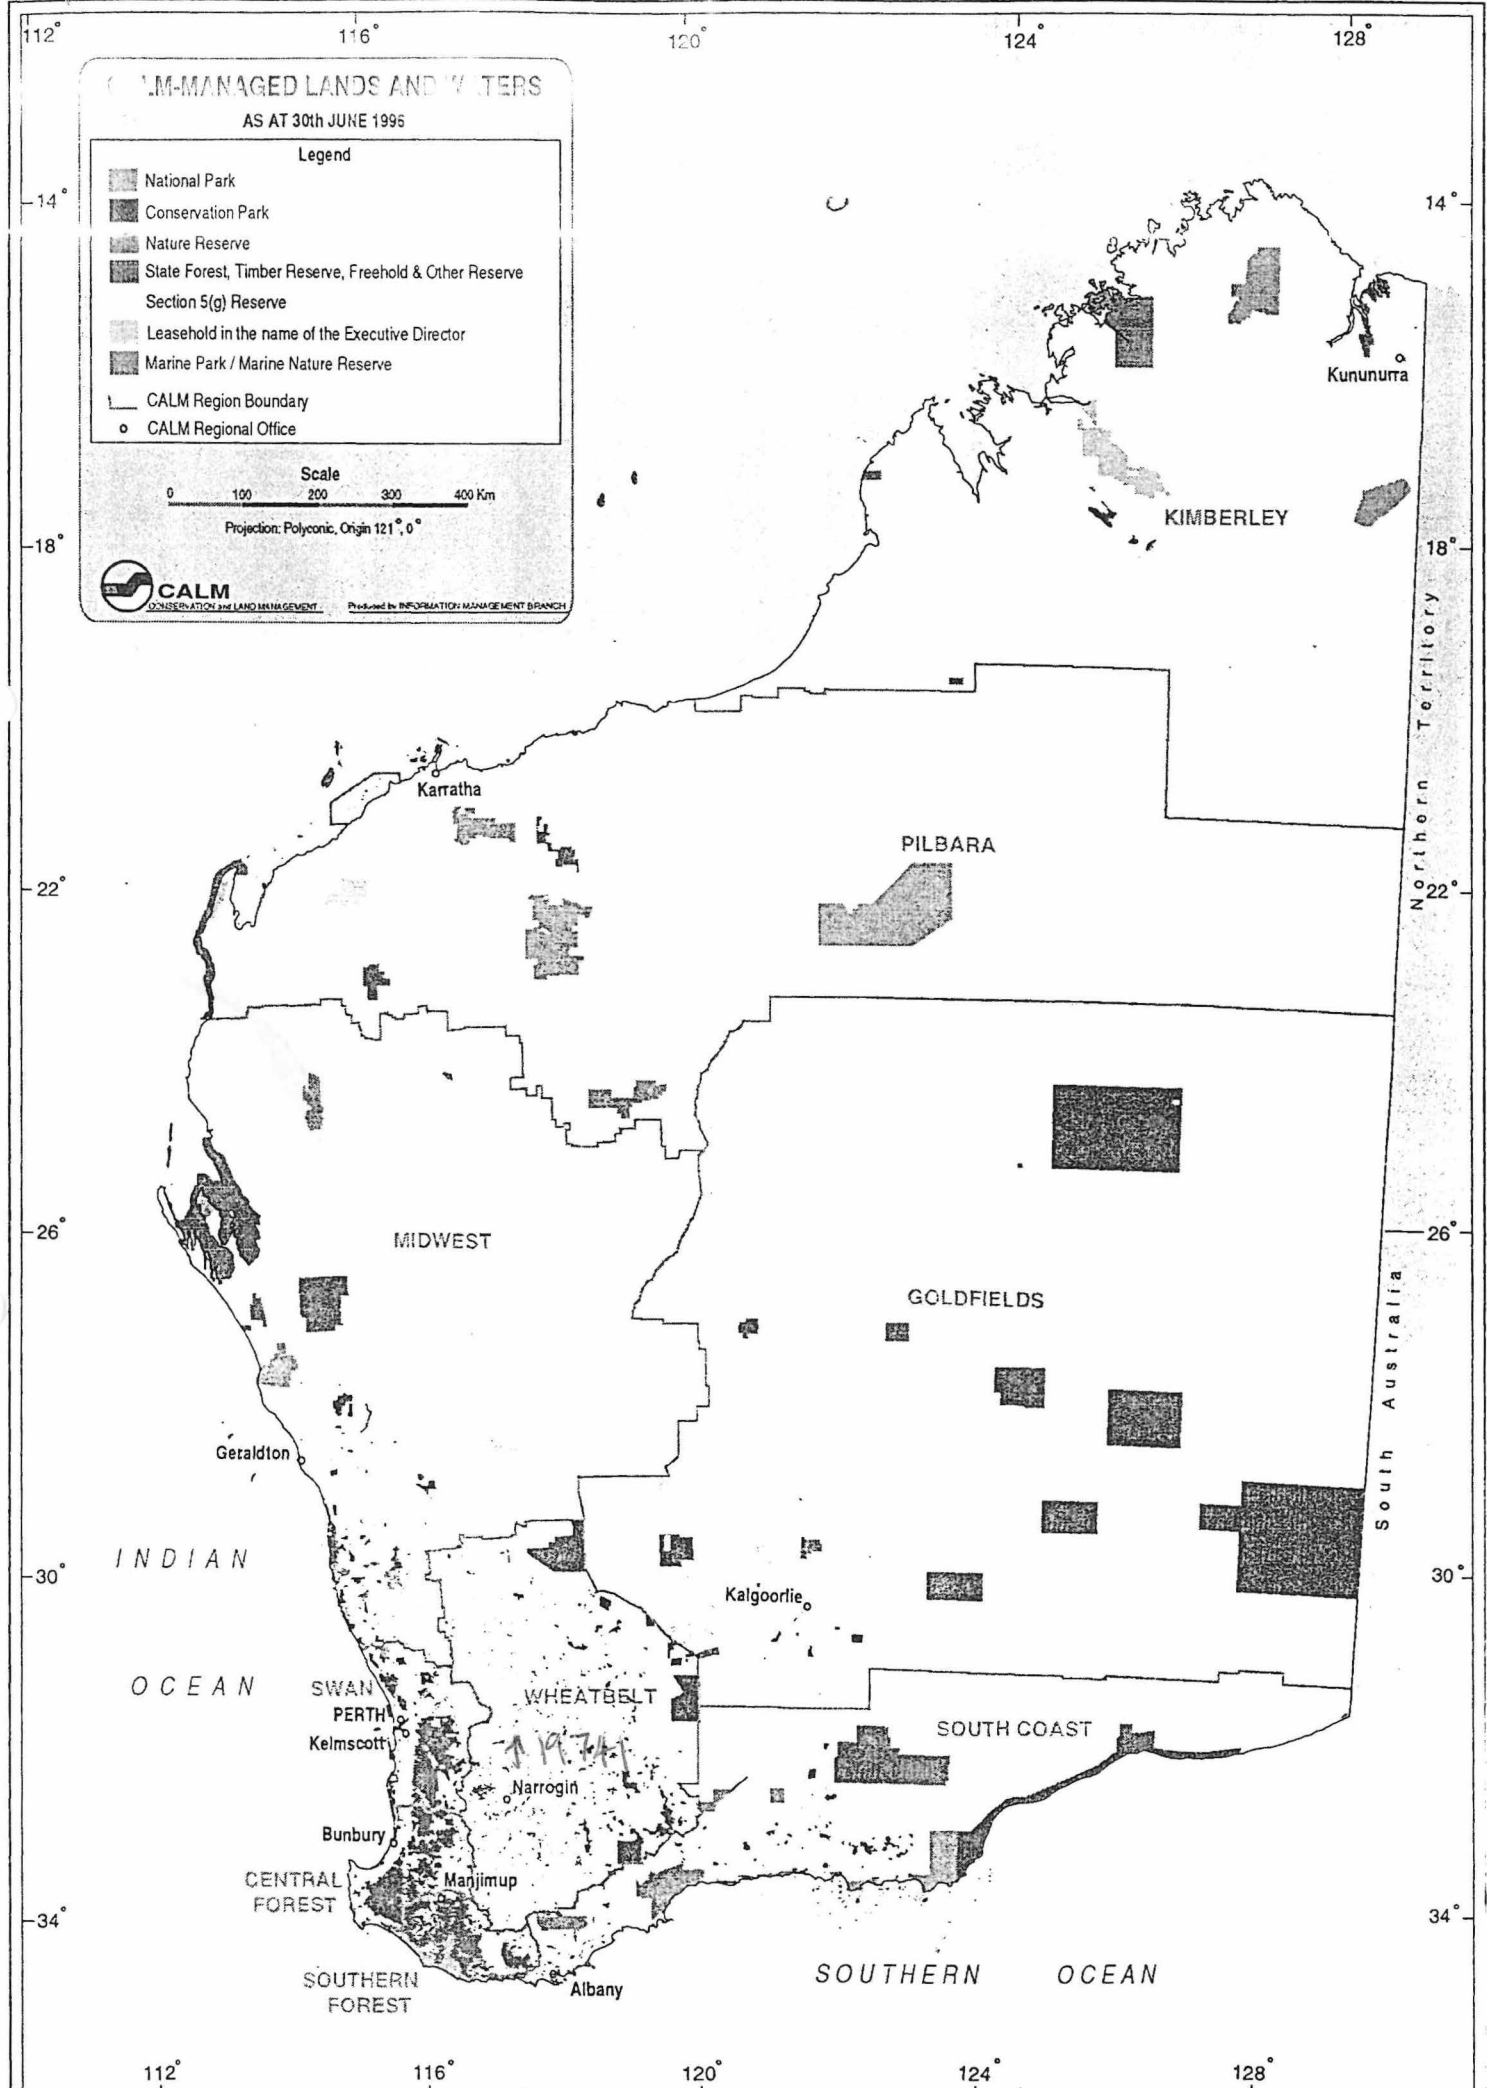 112° 116° 120° 124° 128°
CALM-MANAGED LANDS AND WATERS
AS AT 30th JUNE 1996
Legend
National Park
Conservation Park
Nature Reserve
State Forest, Timber Reserve, Freehold & Other Reserve
Section 5(g) Reserve
Leasehold in the name of the Executive Director
Marine Park / Marine Nature Reserve
CALM Region Boundary
CALM Regional Office
Scale
0 100 200 300 400 Km
Projection: Polyconic, Origin 121°, 0°
CALM
CONSERVATION and LAND MANAGEMENT
Produced by INFORMATION MANAGEMENT BRANCH
14° 14°
Kununurra
KIMBERLEY
18° 18°
Northern Territory
Karratha
PILBARA
22° 22°
MIDWEST
26° 26°
GOLDFIELDS
South Australia
Geraldton
INDIAN
30° 30°
Kalgoorlie
OCEAN
SWAN
WHEATBELT
PERTH
SOUTH COAST
Kelmscott
19.741
Narrogin
Bunbury
CENTRAL
FOREST
Manjimup
34° 34°
SOUTHERN
FOREST
Albany
SOUTHERN OCEAN
112° 116° 120° 124° 128°